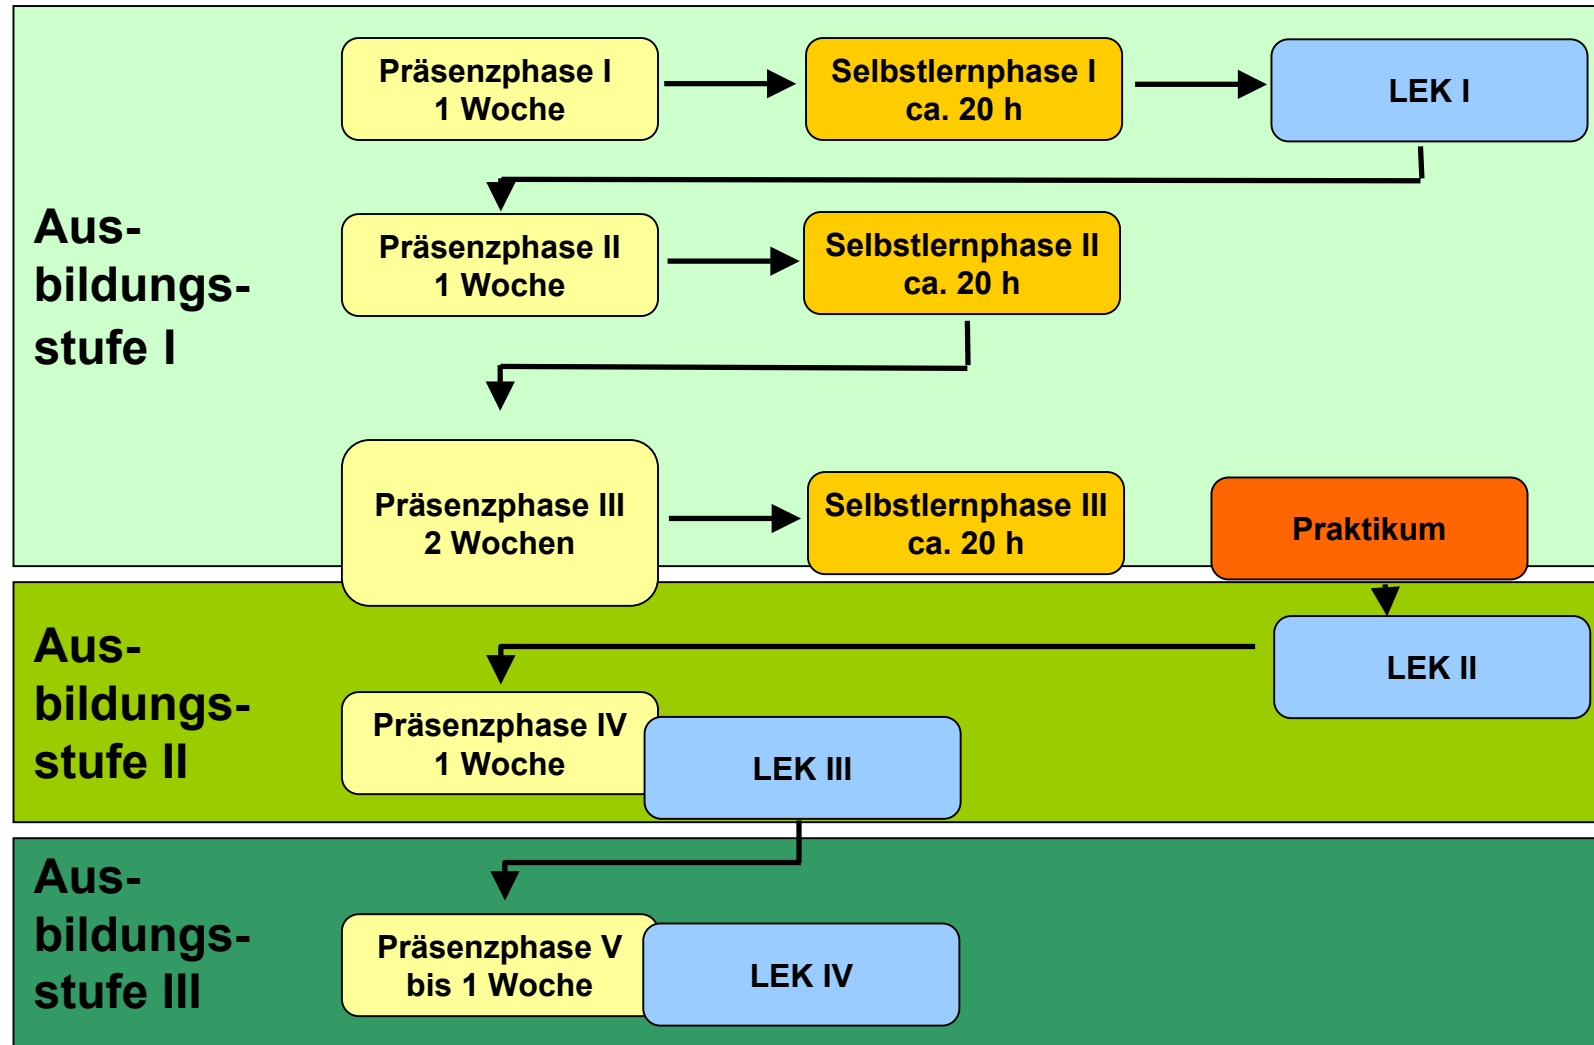 Aus-
bildungs-
stufe I
Präsenzphase I
1 Woche
Selbstlernphase I
ca. 20 h
LEK I
Präsenzphase II
1 Woche
Selbstlernphase II
ca. 20 h
Präsenzphase III
2 Wochen
Selbstlernphase III
ca. 20 h
Praktikum
Aus-
bildungs-
stufe II
LEK II
Präsenzphase IV
1 Woche
LEK III
Aus-
bildungs-
stufe III
Präsenzphase V
bis 1 Woche
LEK IV